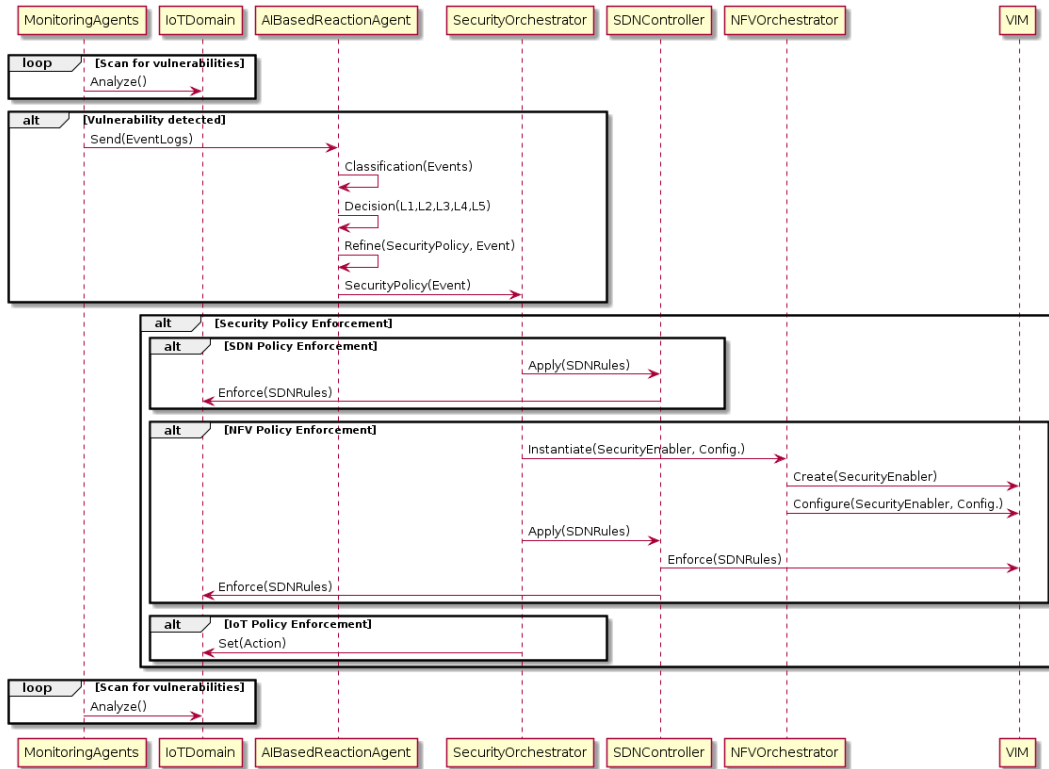 MonitoringAgents IoTDomain AIBasedReactionAgent SecurityOrchestrator SDNController NFVOrchestrator VIM
loop [Scan for vulnerabilities]
Analyze()
alt [Vulnerability detected]
Send(EventLogs)
Classification(Events)
Decision(L1,L2,L3,L4,L5)
Refine(SecurityPolicy, Event)
SecurityPolicy(Event)
alt [Security Policy Enforcement]
alt [SDN Policy Enforcement]
Apply(SDNRules)
Enforce(SDNRules)
alt [NFV Policy Enforcement]
Instantiate(SecurityEnabler, Config.)
Create(SecurityEnabler)
Configure(SecurityEnabler, Config.)
Apply(SDNRules)
Enforce(SDNRules)
Enforce(SDNRules)
alt [IoT Policy Enforcement]
Set(Action)
loop [Scan for vulnerabilities]
Analyze()
MonitoringAgents IoTDomain AIBasedReactionAgent SecurityOrchestrator SDNController NFVOrchestrator VIM